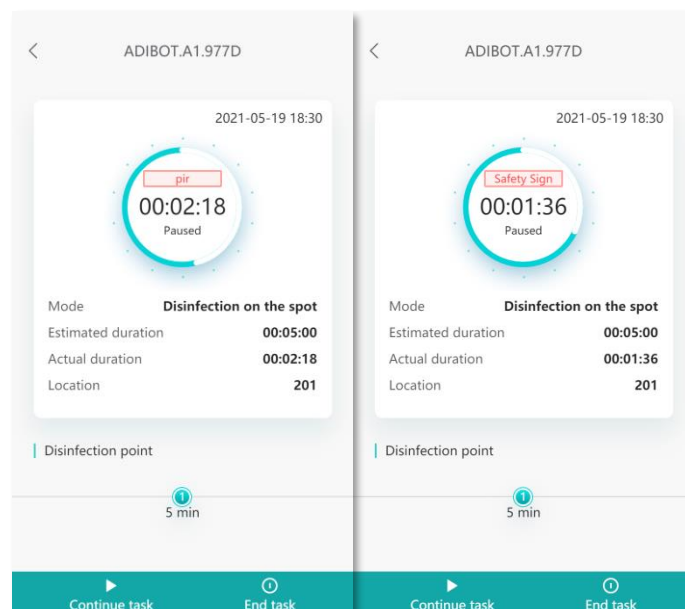 ADIBOT.A1.977D
2021-05-19 18:30
pir
00:02:18
Paused
Mode Disinfection on the spot
Estimated duration 00:05:00
Actual duration 00:02:18
Location 201
Disinfection point
1
5 min
Continue task End task
ADIBOT.A1.977D
2021-05-19 18:30
Safety Sign
00:01:36
Paused
Mode Disinfection on the spot
Estimated duration 00:05:00
Actual duration 00:01:36
Location 201
Disinfection point
1
5 min
Continue task End task